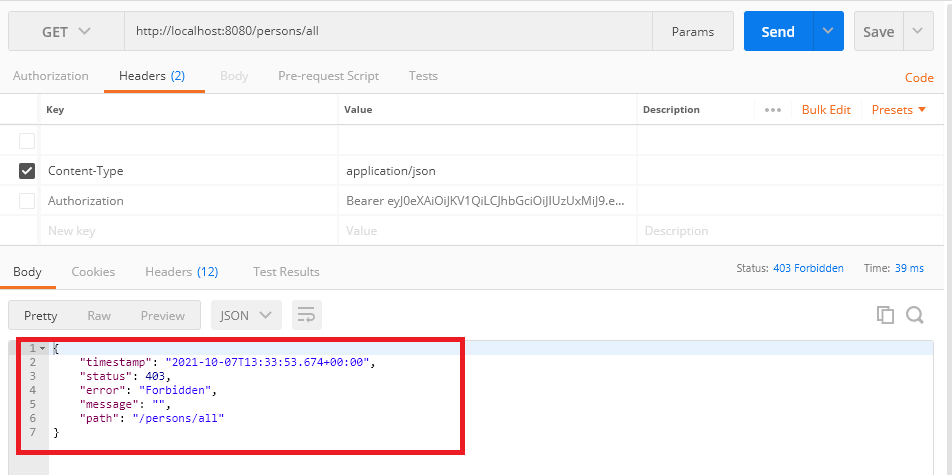 GET http://localhost:8080/persons/all Params Send Save
Authorization Headers (2) Body Pre-request Script Tests Code
Key Value Description ••• Bulk Edit Presets
Content-Type application/json
Authorization Bearer eyJ0eXAiOiJKV1QiLCJhbGciOiJIUzUxMiJ9.e...
New key Value Description
Body Cookies Headers (12) Test Results Status: 403 Forbidden Time: 39 ms
Pretty Raw Preview JSON
1 {
2 "timestamp": "2021-10-07T13:33:53.674+00:00",
3 "status": 403,
4 "error": "Forbidden",
5 "message": "",
6 "path": "/persons/all"
7 }